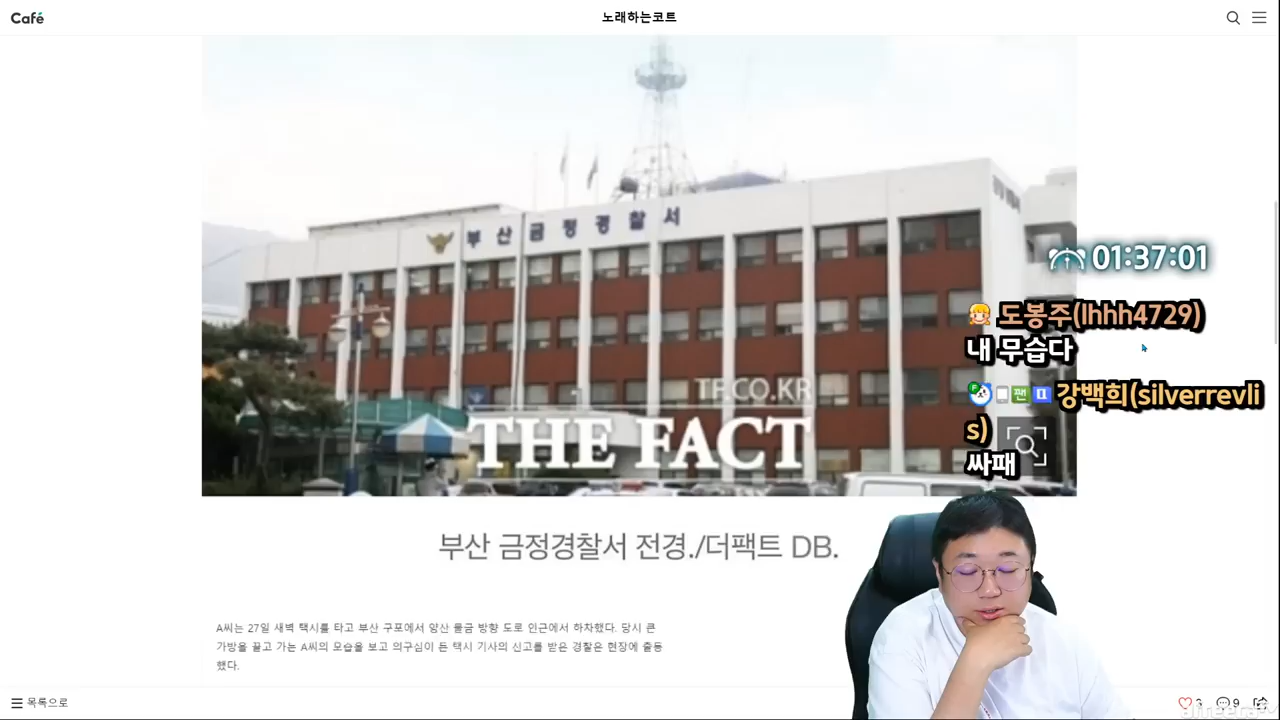 Café
노래하는코트
부산금정경찰서
01:37:01
도봉주(lhhh4729)
내 무습다
TF.CO.KR
짼 강백희(silverrevli
s)
THE FACT
싸패
부산 금정경찰서 전경./더팩트 DB.
A씨는 27일 새벽 택시를 타고 부산 구포에서 양산 물금 방향 도로 인근에서 하차했다. 당시 큰
가방을 끌고 가는 A씨의 모습을 보고 의구심이 든 택시 기사의 신고를 받은 경찰은 현장에 출동
했다.
목록으로
9